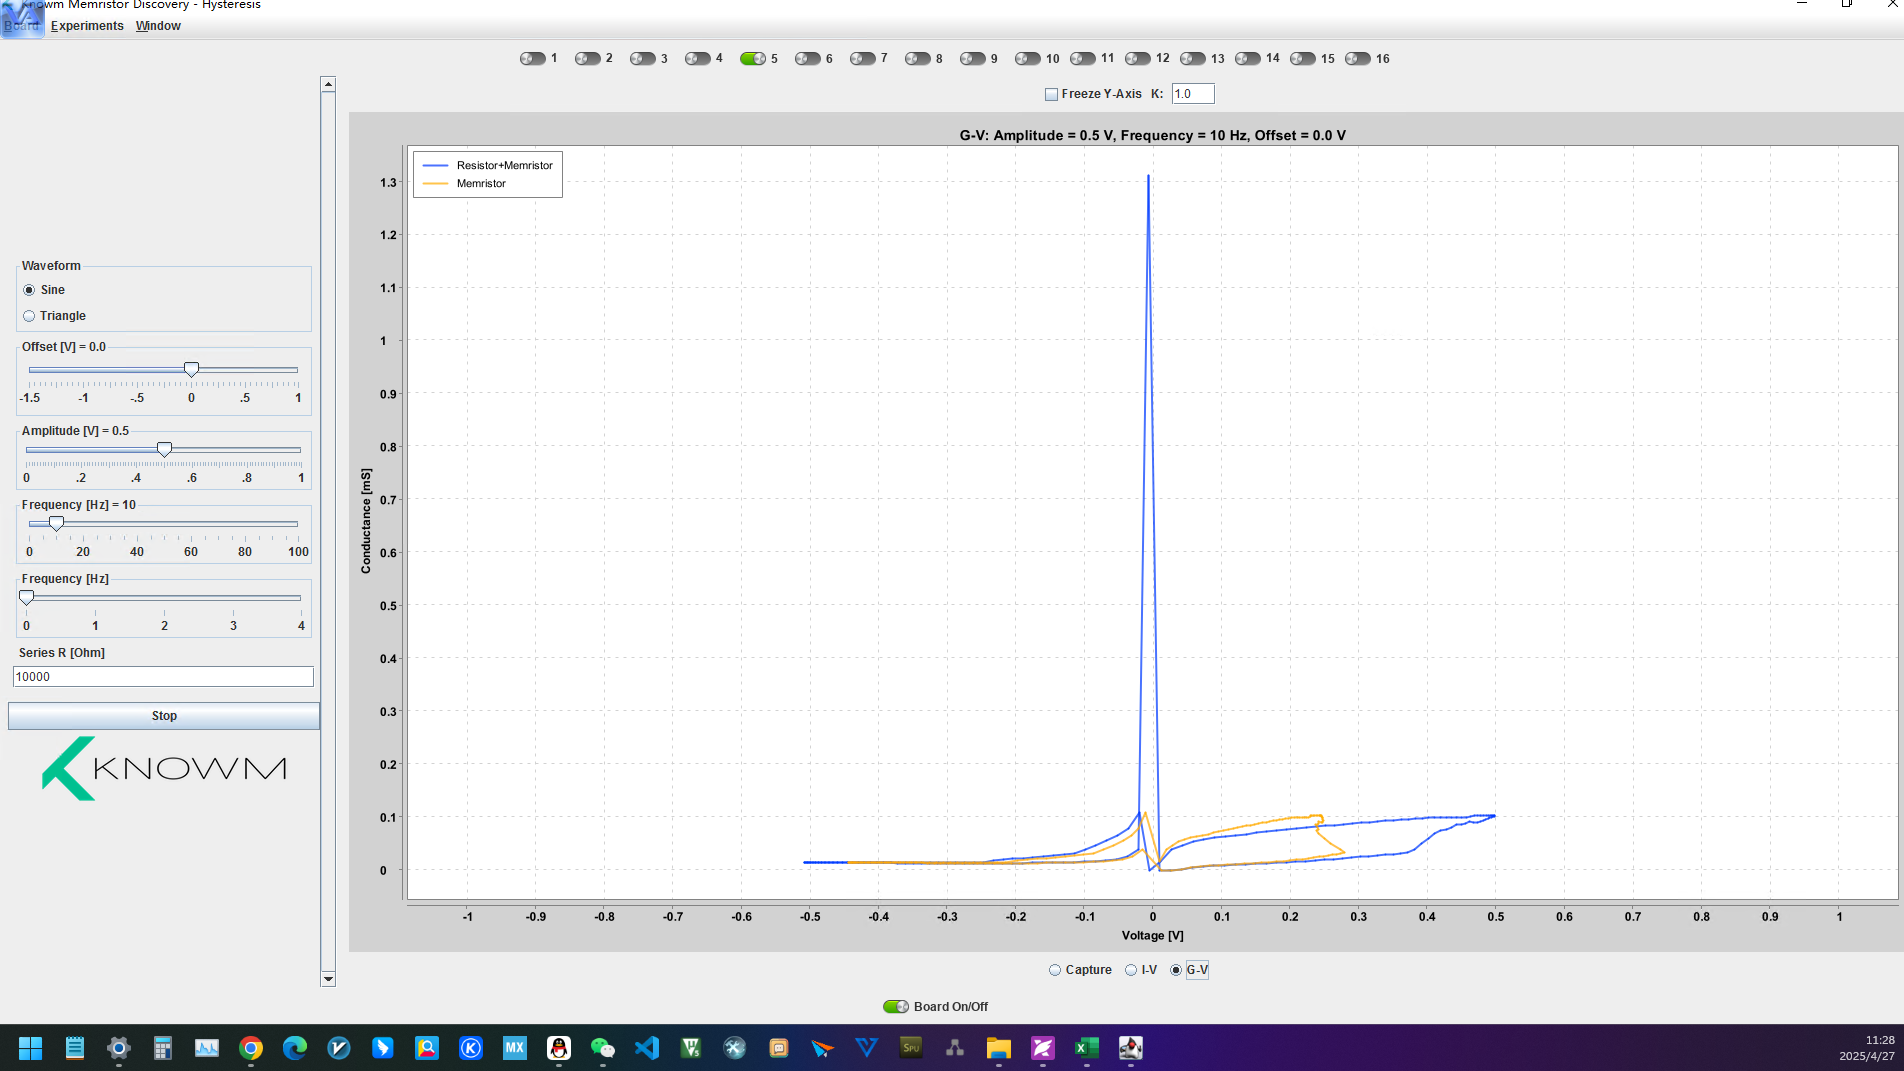 Knowm Memristor Discovery - Hysteresis
Board Experiments Window
1 2 3 4 5 6 7 8 9 10 11 12 13 14 15 16
Freeze Y-Axis K: 1.0
G-V: Amplitude = 0.5 V, Frequency = 10 Hz, Offset = 0.0 V
Resistor+Memristor
Memristor
1.3
1.2
1.1
1
0.9
0.8
0.7
0.6
0.5
0.4
0.3
0.2
0.1
0
Conductance [mS]
-1 -0.9 -0.8 -0.7 -0.6 -0.5 -0.4 -0.3 -0.2 -0.1 0 0.1 0.2 0.3 0.4 0.5 0.6 0.7 0.8 0.9 1
Voltage [V]
Waveform
Sine
Triangle
Offset [V] = 0.0
-1.5 -1 -.5 0 .5 1
Amplitude [V] = 0.5
0 .2 .4 .6 .8 1
Frequency [Hz] = 10
0 20 40 60 80 100
Frequency [Hz]
0 1 2 3 4
Series R [Ohm]
10000
Stop
KNOWM
Capture I-V G-V
Board On/Off
MX
SPU
11:28
2025/4/27